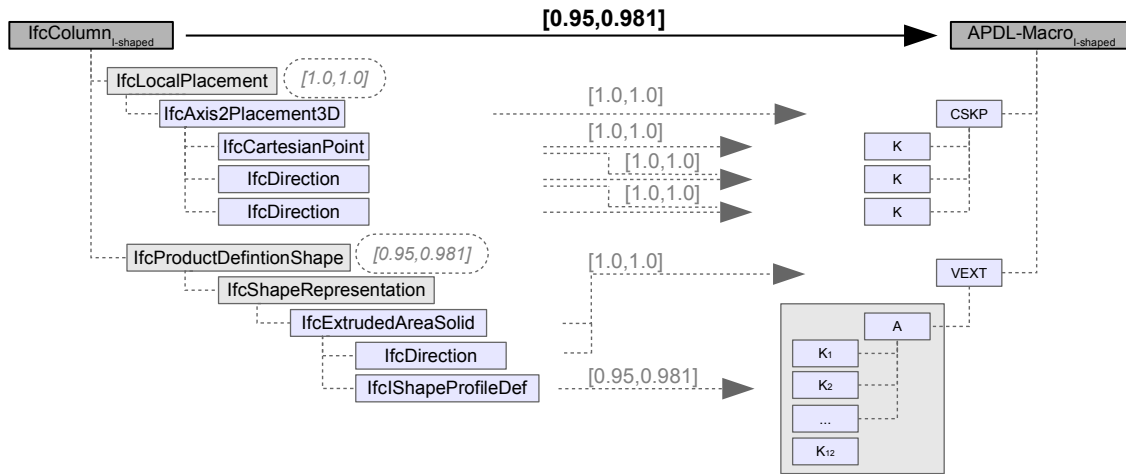 [0.95,0.981]
IfcColumn I-shaped
APDL-Macro I-shaped
IfcLocalPlacement
[1.0,1.0]
[1.0,1.0]
IfcAxis2Placement3D
CSKP
[1.0,1.0]
IfcCartesianPoint
K
[1.0,1.0]
IfcDirection
K
[1.0,1.0]
IfcDirection
K
IfcProductDefintionShape
[0.95,0.981]
[1.0,1.0]
VEXT
IfcShapeRepresentation
IfcExtrudedAreaSolid
A
IfcDirection
K1
IfcIShapeProfileDef
[0.95,0.981]
K2
...
K12